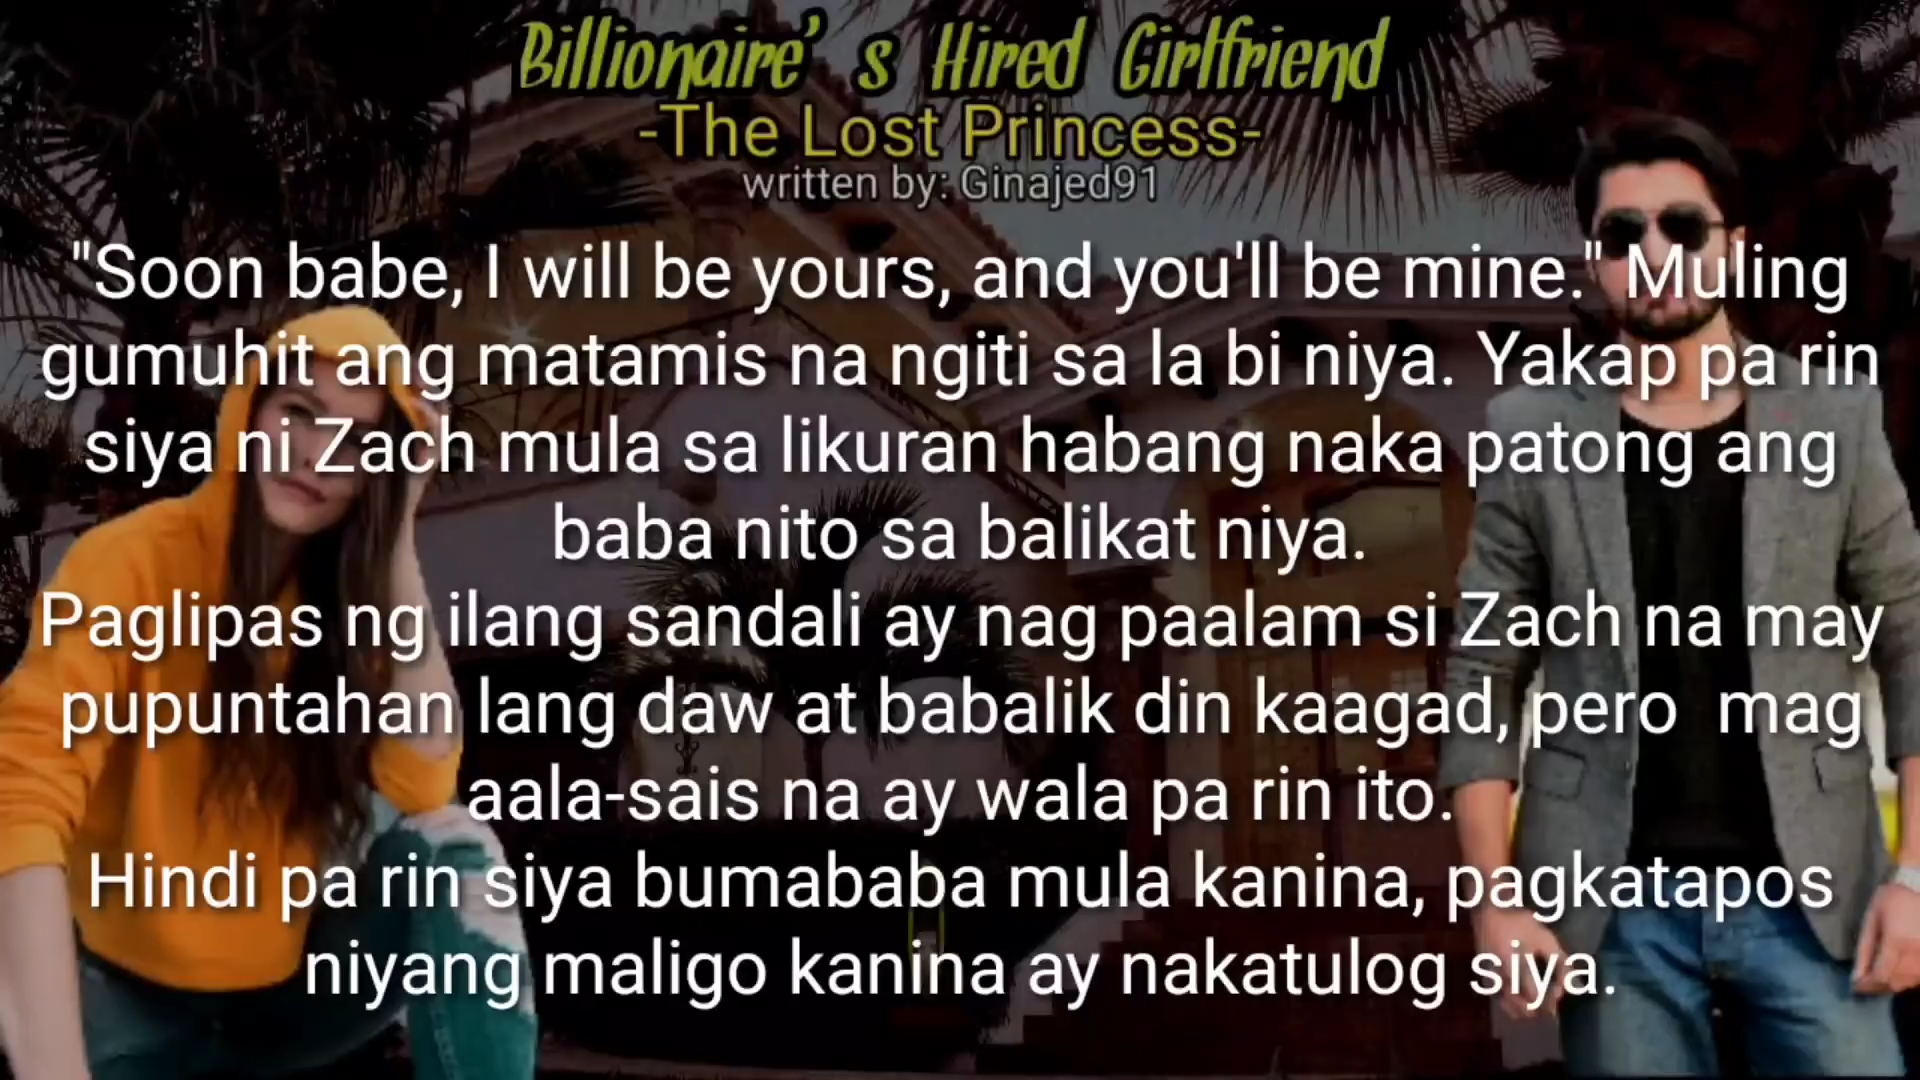 Billionaire' s Hired Girlfriend
-The Lost Princess-
written by: Ginajed91
"Soon babe, I will be yours, and you'll be mine." Muling
gumuhit ang matamis na ngiti sa la bi niya. Yakap pa rin
siya ni Zach mula sa likuran habang naka patong ang
baba nito sa balikat niya.
Paglipas ng ilang sandali ay nag paalam si Zach na may
pupuntahan lang daw at babalik din kaagad, pero  mag
aala-sais na ay wala pa rin ito.
Hindi pa rin siya bumababa mula kanina, pagkatapos
niyang maligo kanina ay nakatulog siya.